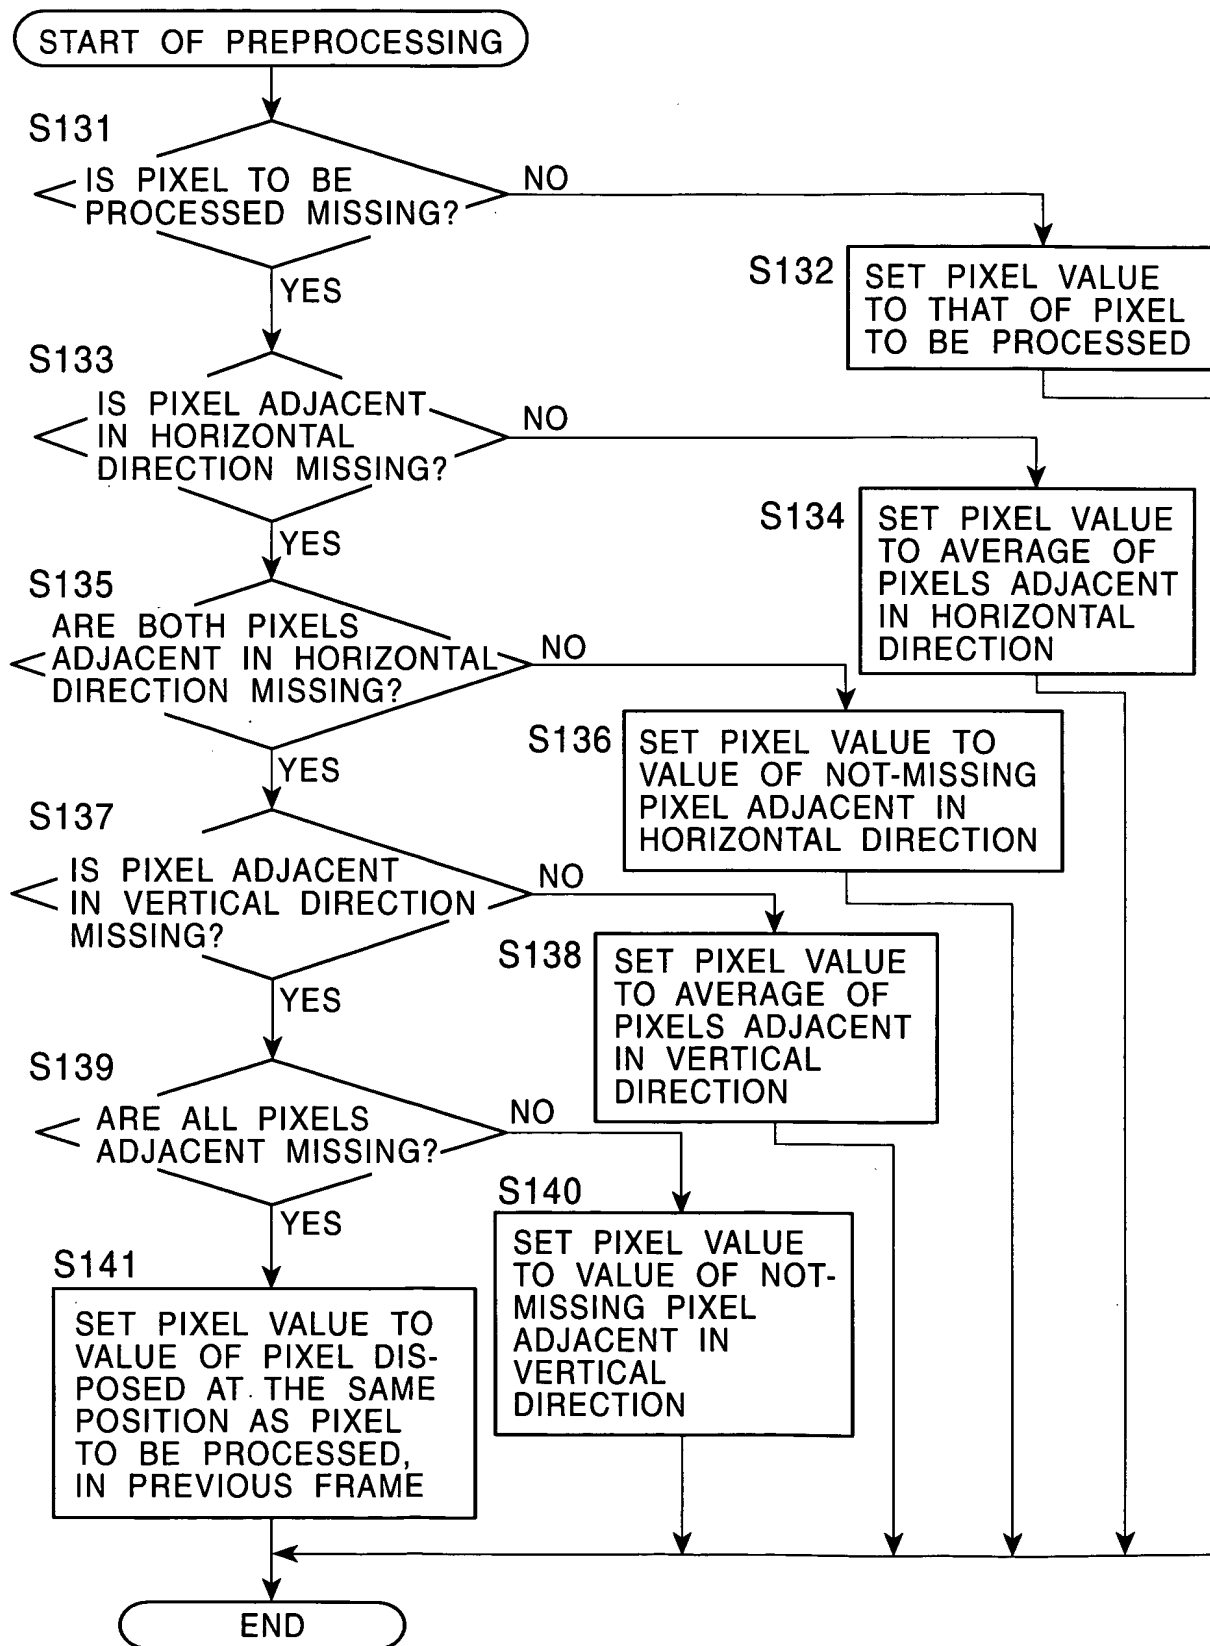 START OF PREPROCESSING
S131
IS PIXEL TO BE
PROCESSED MISSING?
NO
YES
S132
SET PIXEL VALUE
TO THAT OF PIXEL
TO BE PROCESSED
S133
IS PIXEL ADJACENT
IN HORIZONTAL
DIRECTION MISSING?
NO
YES
S134
SET PIXEL VALUE
TO AVERAGE OF
PIXELS ADJACENT
IN HORIZONTAL
DIRECTION
S135
ARE BOTH PIXELS
ADJACENT IN HORIZONTAL
DIRECTION MISSING?
NO
YES
S136
SET PIXEL VALUE TO
VALUE OF NOT-MISSING
PIXEL ADJACENT IN
HORIZONTAL DIRECTION
S137
IS PIXEL ADJACENT
IN VERTICAL DIRECTION
MISSING?
NO
YES
S138
SET PIXEL VALUE
TO AVERAGE OF
PIXELS ADJACENT
IN VERTICAL
DIRECTION
S139
ARE ALL PIXELS
ADJACENT MISSING?
NO
YES
S140
SET PIXEL VALUE
TO VALUE OF NOT-
MISSING PIXEL
ADJACENT IN
VERTICAL
DIRECTION
S141
SET PIXEL VALUE TO
VALUE OF PIXEL DIS-
POSED AT THE SAME
POSITION AS PIXEL
TO BE PROCESSED,
IN PREVIOUS FRAME
END